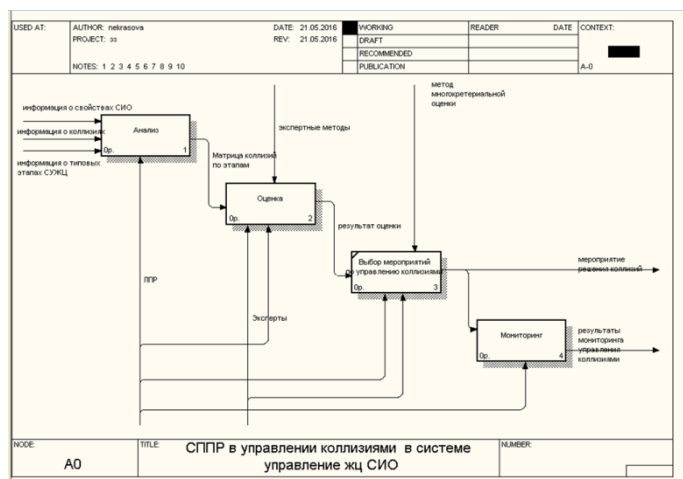 USED AT:
AUTHOR: nekrasova
DATE: 21.05.2016
WORKING
READER
DATE
CONTEXT:
PROJECT: эз
REV: 21.05.2016
DRAFT
RECOMMENDED
NOTES: 1 2 3 4 5 6 7 8 9 10
PUBLICATION
A-0
метод
многокретериальной
оценки
информация о свойствах СИО
информация о коллизиях
информация о типовых
этапах СУЖЦ
Анализ
0р.
1
экспертные методы
Матрица коллизий
по этапам
Оценка
0р.
2
результат оценки
Выбор мероприятий
по управлению коллизиями
0р.
3
мероприятие
решения коллизий
ППР
Эксперты
Мониторинг
0р.
4
результаты
мониторинга
управления
коллизиями
NODE:
A0
TITLE:
СППР в управлении коллизиями в системе
управление жц СИО
NUMBER: